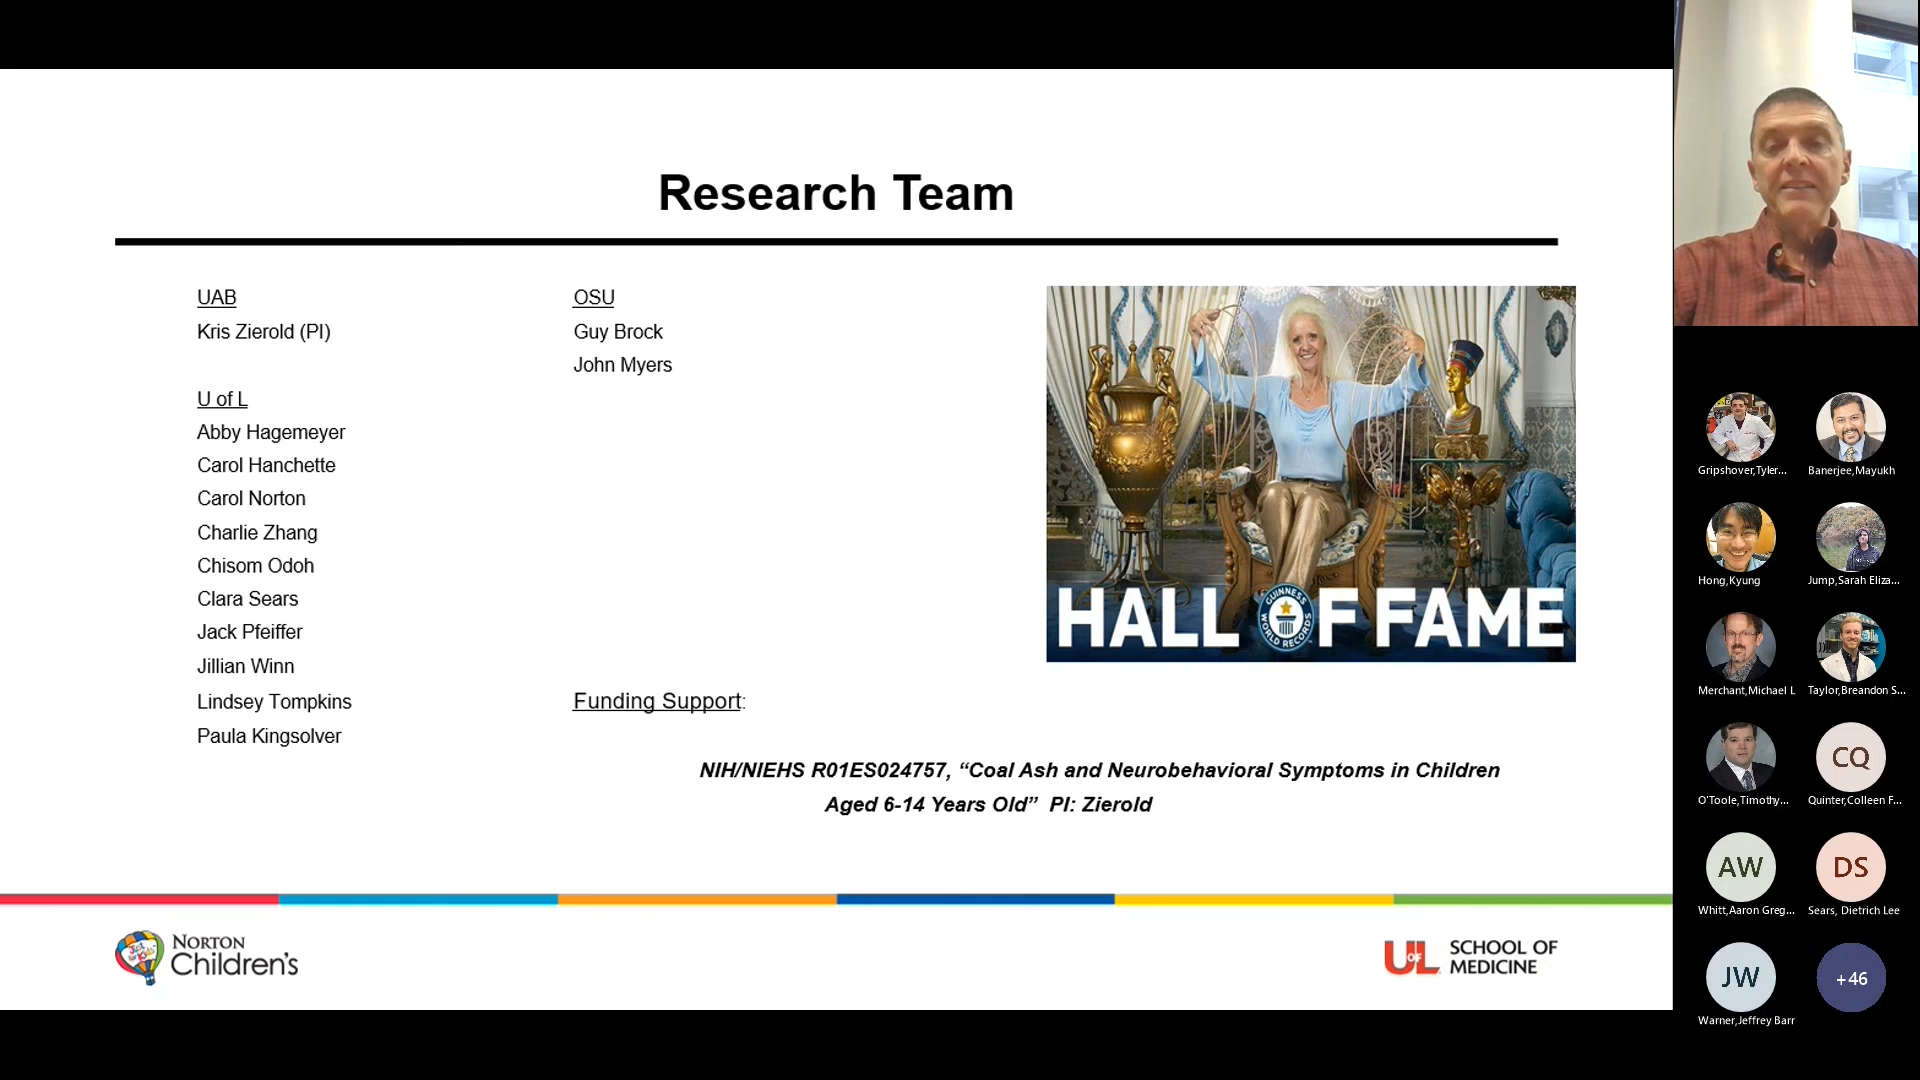 Research Team
UAB
Kris Zierold (PI)
U of L
Abby Hagemeyer
Carol Hanchette
Carol Norton
Charlie Zhang
Chisom Odoh
Clara Sears
Jack Pfeiffer
Jillian Winn
Lindsey Tompkins
Paula Kingsolver
OSU
Guy Brock
John Myers
HALL OF FAME
GUINNESS
WORLD RECORDS
Funding Support:
NIH/NIEHS R01ES024757, “Coal Ash and Neurobehavioral Symptoms in Children
Aged 6-14 Years Old” PI: Zierold
Just for Kids
NORTON
Children's
UofL
SCHOOL OF
MEDICINE
Gripshover,Tyler...
Banerjee,Mayukh
Hong,Kyung
Jump,Sarah Eliza...
Merchant,Michael L
Taylor,Breandon S...
O'Toole,Timothy...
CQ
Quinter,Colleen F...
AW
Whitt,Aaron Greg...
DS
Sears, Dietrich Lee
JW
Warner,Jeffrey Barr
+46